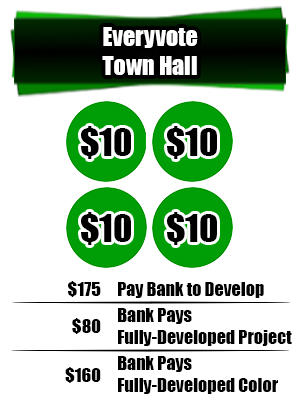 Everyvote
Town Hall
$10 $10
$10 $10
$175 Pay Bank to Develop
$80 Bank Pays
Fully-Developed Project
$160 Bank Pays
Fully-Developed Color